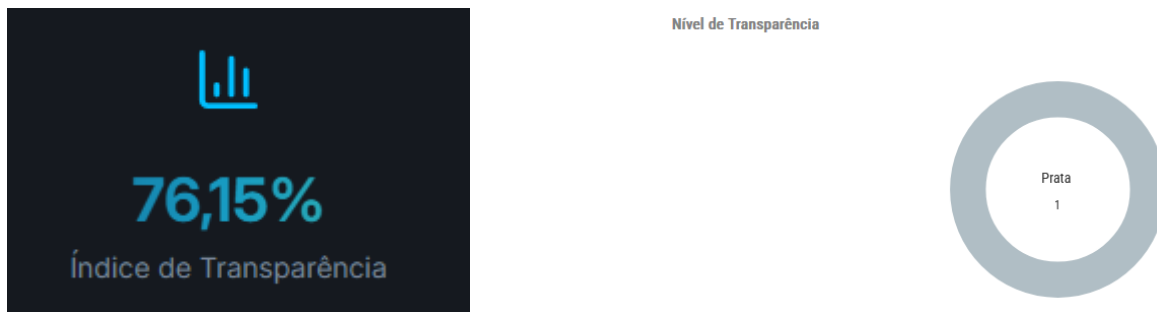 76,15%
Índice de Transparência
Nível de Transparência
Prata
1